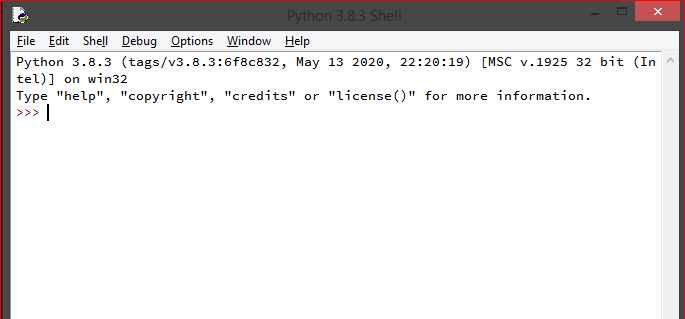 Python 3.8.3 Shell
File Edit Shell Debug Options Window Help
Python 3.8.3 (tags/v3.8.3:6f8c832, May 13 2020, 22:20:19) [MSC v.1925 32 bit (In
tel)] on win32
Type "help", "copyright", "credits" or "license()" for more information.
>>>